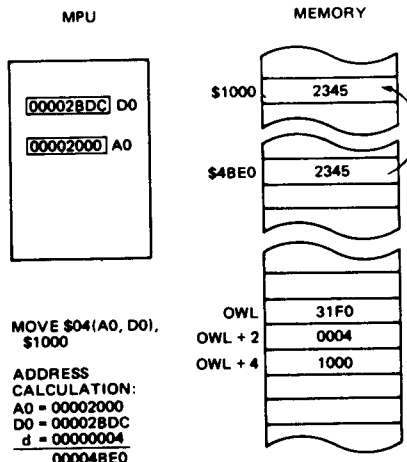 MPU
MEMORY
00002BDC D0
00002000 A0
$1000 2345
$4BE0 2345
OWL 31F0
OWL + 2 0004
OWL + 4 1000
MOVE $04(A0, D0),
$1000
ADDRESS
CALCULATION:
A0 = 00002000
D0 = 00002BDC
d = 00000004
00004BE0